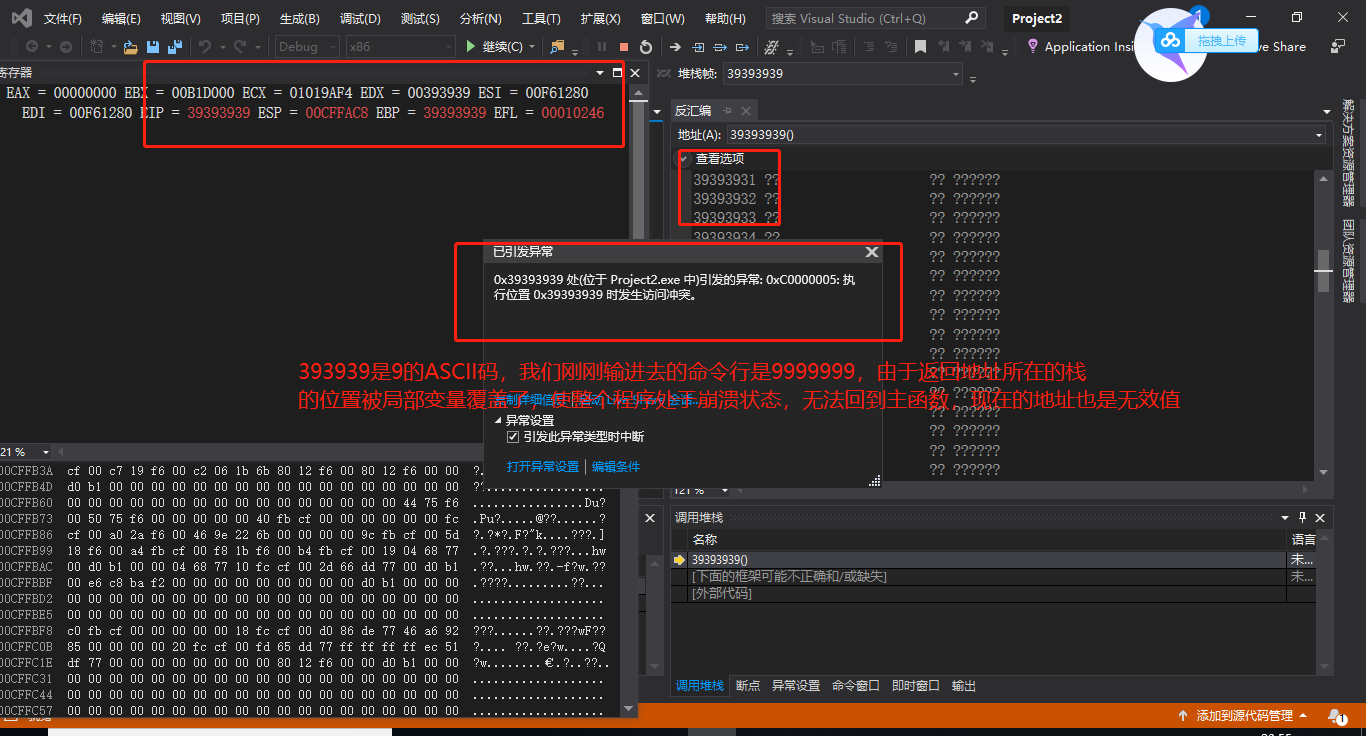 文件(F) 编辑(E) 视图(V) 项目(P) 生成(B) 调试(D) 测试(S) 分析(N) 工具(T) 扩展(X) 窗口(W) 帮助(H) 搜索 Visual Studio (Ctrl+Q) Project2
Debug x86 继续(C) Application Insi ve Share
拖拽上传
寄存器
EAX = 00000000 EBX = 00B1D000 ECX = 01019AF4 EDX = 00393939 ESI = 00F61280
EDI = 00F61280 EIP = 39393939 ESP = 00CFFAC8 EBP = 39393939 EFL = 00010246
堆栈帧: 39393939
反汇编
地址(A): 39393939()
查看选项
39393931 ?? ?? ??????
39393932 ?? ?? ??????
39393933 ?? ?? ??????
39393934 ?? ?? ??????
?? ??????
?? ??????
?? ??????
?? ??????
?? ??????
?? ??????
?? ??????
?? ??????
?? ??????
?? ??????
?? ??????
?? ??????
解决方案资源管理器
团队资源管理器
已引发异常
0x39393939 处(位于 Project2.exe 中)引发的异常: 0xC0000005: 执
行位置 0x39393939 时发生访问冲突。
393939是9的ASCII码，我们刚刚输进去的命令行是9999999，由于返回地址所在的栈
的位置被局部变量覆盖了，使整个程序处于崩溃状态，无法回到主函数，现在的地址也是无效值
异常设置
引发此异常类型时中断
打开异常设置 | 编辑条件
21 %
121 %
00CFFB3A cf 00 c7 19 f6 00 c2 06 1b 6b 80 12 f6 00 80 12 f6 00 00 00
00CFFB4D d0 b1 00 00 00 00 00 00 00 00 00 00 00 00 00 00 00 00 00 ??................
00CFFB60 00 00 00 00 00 00 00 00 00 00 00 00 00 00 00 00 44 75 f6 ................Du?
00CFFB73 00 50 75 f6 00 00 00 00 00 40 fb cf 00 00 00 00 00 00 fc .Pu?.....@??......?
00CFFB86 cf 00 a0 2a f6 00 46 9e 22 6b 00 00 00 00 9c fb cf 00 5d
00CFFB99 18 f6 00 a4 fb cf 00 f8 1b f6 00 b4 fb cf 00 19 04 68 77
00CFFBAC 00 d0 b1 00 00 04 68 77 10 fc cf 00 2d 66 dd 77 00 d0 b1
00CFFBBF 00 e6 c8 ba f2 00 00 00 00 00 00 00 00 00 d0 b1 00 00 00
00CFFBD2 00 00 00 00 00 00 00 00 00 00 00 00 00 00 00 00 00 00 00 ...................
00CFFBE5 00 00 00 00 00 00 00 00 00 00 00 00 00 00 00 00 00 00 00 ...................
00CFFBF8 c0 fb cf 00 00 00 00 00 18 fc cf 00 d0 86 de 77 46 a6 92 ???......??.???wF??
00CFFC0B 85 00 00 00 00 20 fc cf 00 fd 65 dd 77 ff ff ff ff ec 51
00CFFC1E df 77 00 00 00 00 00 00 00 00 80 12 f6 00 00 d0 b1 00 00
00CFFC31 00 00 00 00 00 00 00 00 00 00 00 00 00 00 00 00 00 00 00 ...................
00CFFC44 00 00 00 00 00 00 00 00 00 00 00 00 00 00 00 00 00 00 00 ...................
00CFFC57 00 00 00 00 00 00 00 00 00 00 00 00 00 00 00 00 00 00 00 ...................
调用堆栈
名称 语言
39393939() 未...
[下面的框架可能不正确和/或缺失] 未...
[外部代码]
调用堆栈 断点 异常设置 命令窗口 即时窗口 输出
添加到源代码管理 1